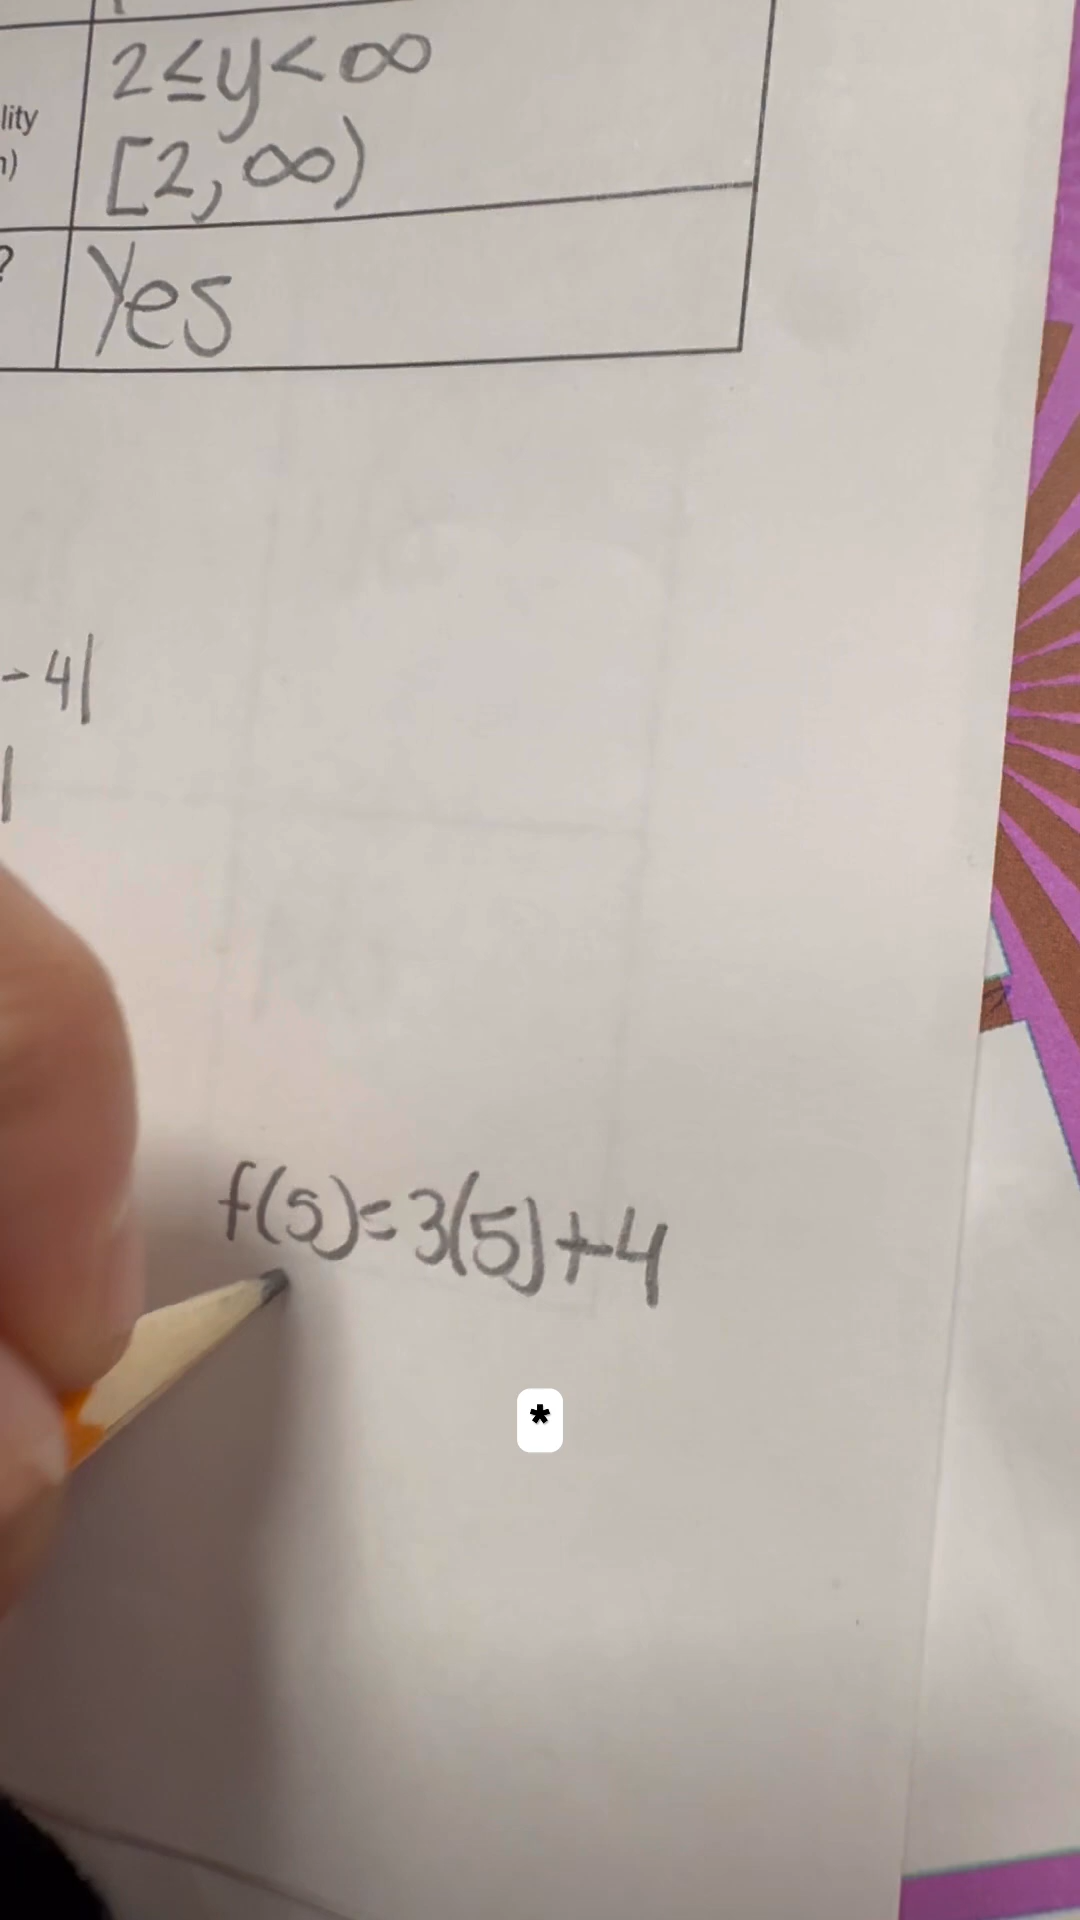 2≤y<∞
lity
[2,∞)
?
Yes
- 4|
|
f(5)=3(5)+4
*